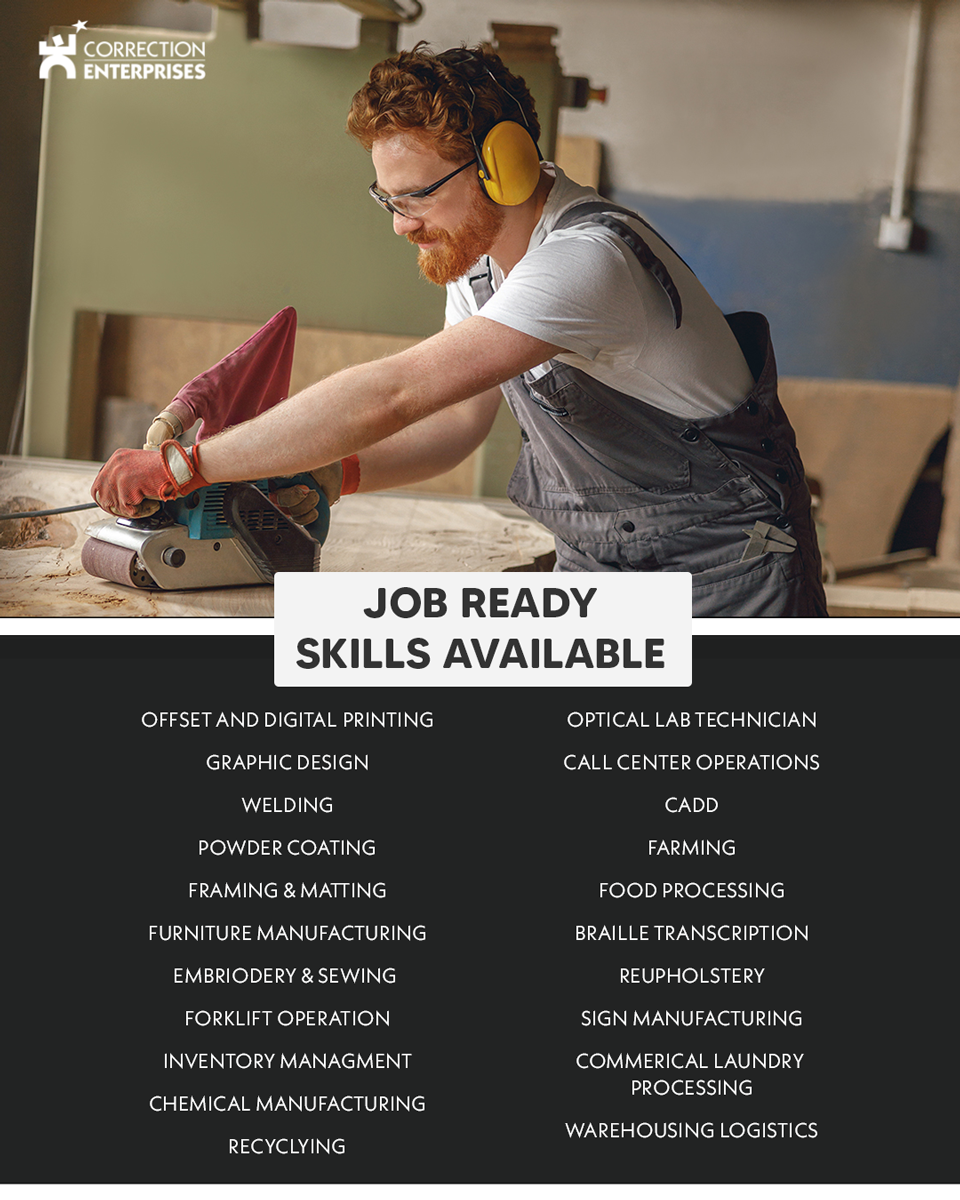 CORRECTION
ENTERPRISES
JOB READY
SKILLS AVAILABLE
OFFSET AND DIGITAL PRINTING
GRAPHIC DESIGN
WELDING
POWDER COATING
FRAMING & MATTING
FURNITURE MANUFACTURING
EMBRIODERY & SEWING
FORKLIFT OPERATION
INVENTORY MANAGMENT
CHEMICAL MANUFACTURING
RECYCLYING
OPTICAL LAB TECHNICIAN
CALL CENTER OPERATIONS
CADD
FARMING
FOOD PROCESSING
BRAILLE TRANSCRIPTION
REUPHOLSTERY
SIGN MANUFACTURING
COMMERICAL LAUNDRY
PROCESSING
WAREHOUSING LOGISTICS